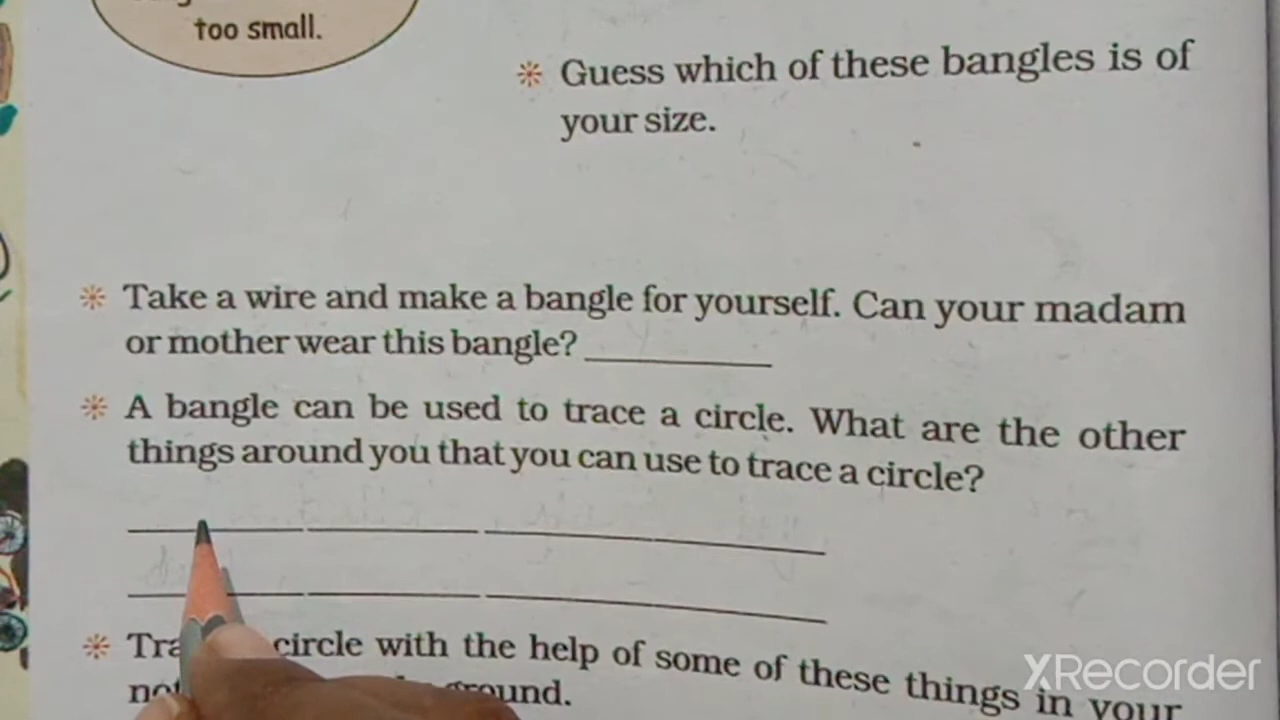 too small.
Guess which of these bangles is of
your size.
Take a wire and make a bangle for yourself. Can your madam
or mother wear this bangle?
A bangle can be used to trace a circle. What are the other
things around you that you can use to trace a circle?
circle with the help of some of these things in your
XRecorder